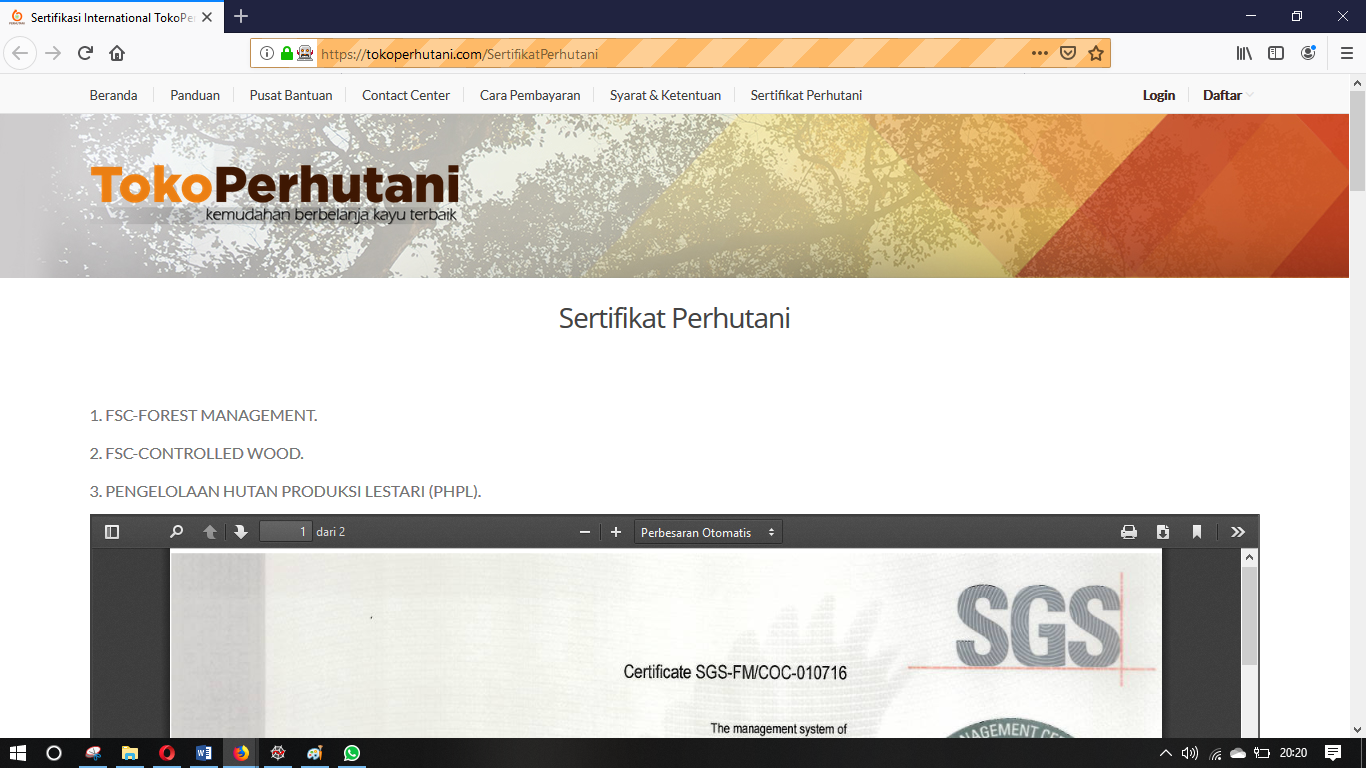 Sertifikasi International TokoPe
https://tokoperhutani.com/SertifikatPerhutani
Beranda
Panduan
Pusat Bantuan
Contact Center
Cara Pembayaran
Syarat & Ketentuan
Sertifikat Perhutani
Login
Daftar
TokoPerhutani
kemudahan berbelanja kayu terbaik
Sertifikat Perhutani
1. FSC-FOREST MANAGEMENT.
2. FSC-CONTROLLED WOOD.
3. PENGELOLAAN HUTAN PRODUKSI LESTARI (PHPL).
1 dari 2
Perbesaran Otomatis
SGS
Certificate SGS-FM/COC-010716
The management system of
20:20